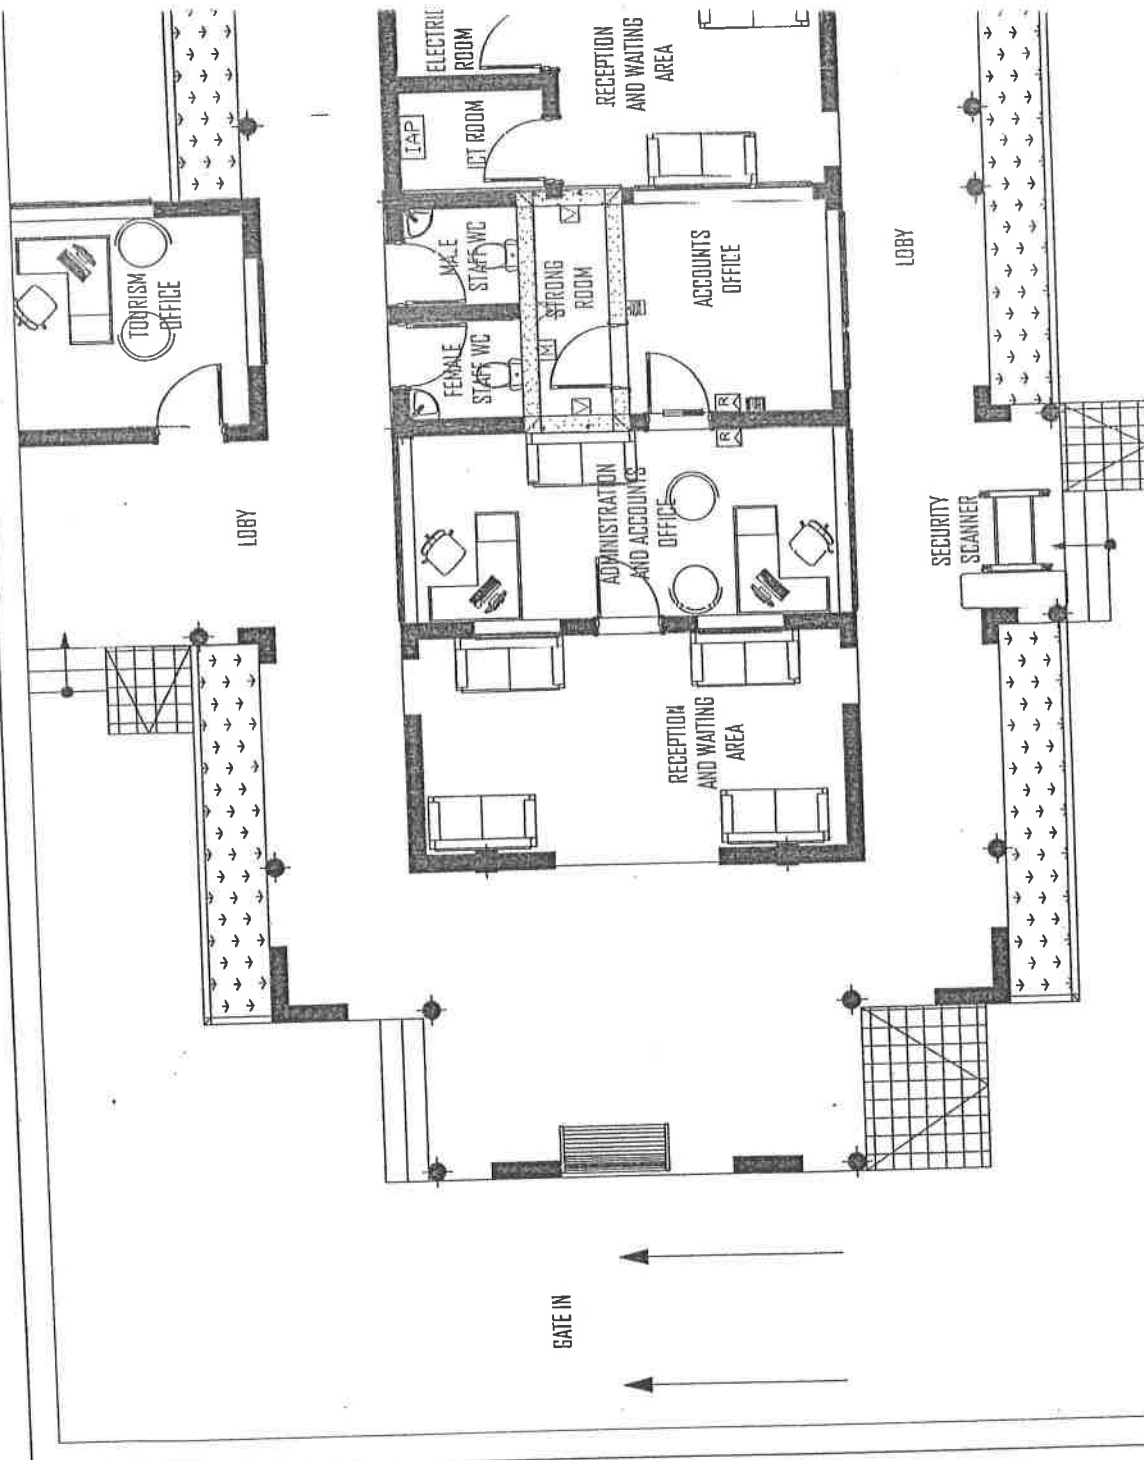 ELECTRIC
ROOM
RECEPTION
AND WAITING
AREA
IAP
ICT ROOM
TOURISM
OFFICE
MALE
STAFF WC
STRONG
ROOM
ACCOUNTS
OFFICE
LOBY
FEMALE
STAFF WC
M
R
R
LOBY
ADMINISTRATION
AND ACCOUNTS
OFFICE
SECURITY
SCANNER
RECEPTION
AND WAITING
AREA
GATE IN